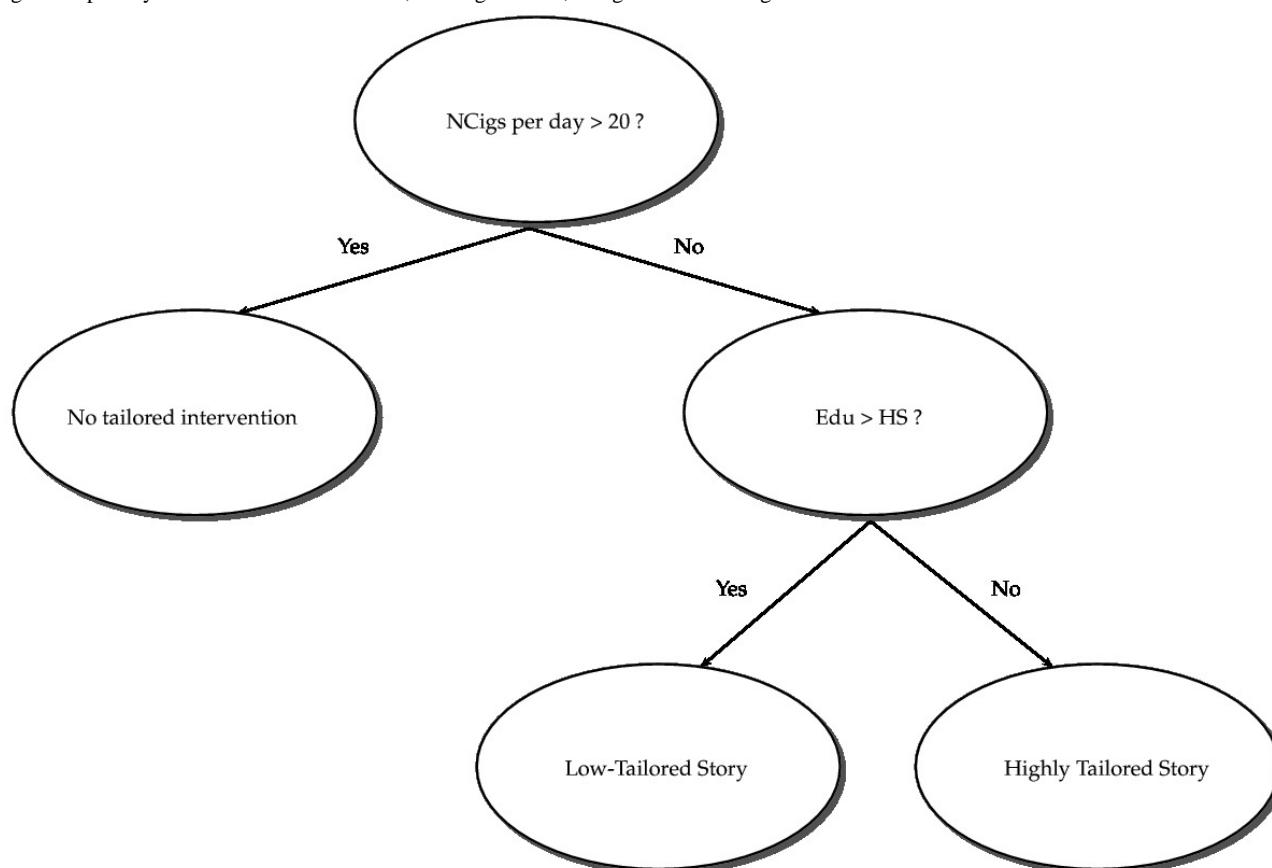 NCigs per day > 20 ?
Yes
No
No tailored intervention
Edu > HS ?
Yes
No
Low-Tailored Story
Highly Tailored Story